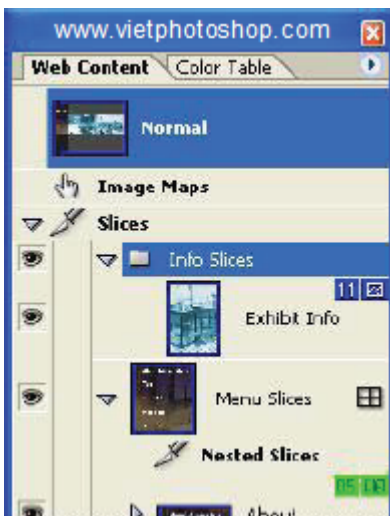 www.vietphotoshop.com
Web Content Color Table
Normal
Image Maps
Slices
Info Slices
11
Exhibit Info
Menu Slices
Nested Slices
05
About